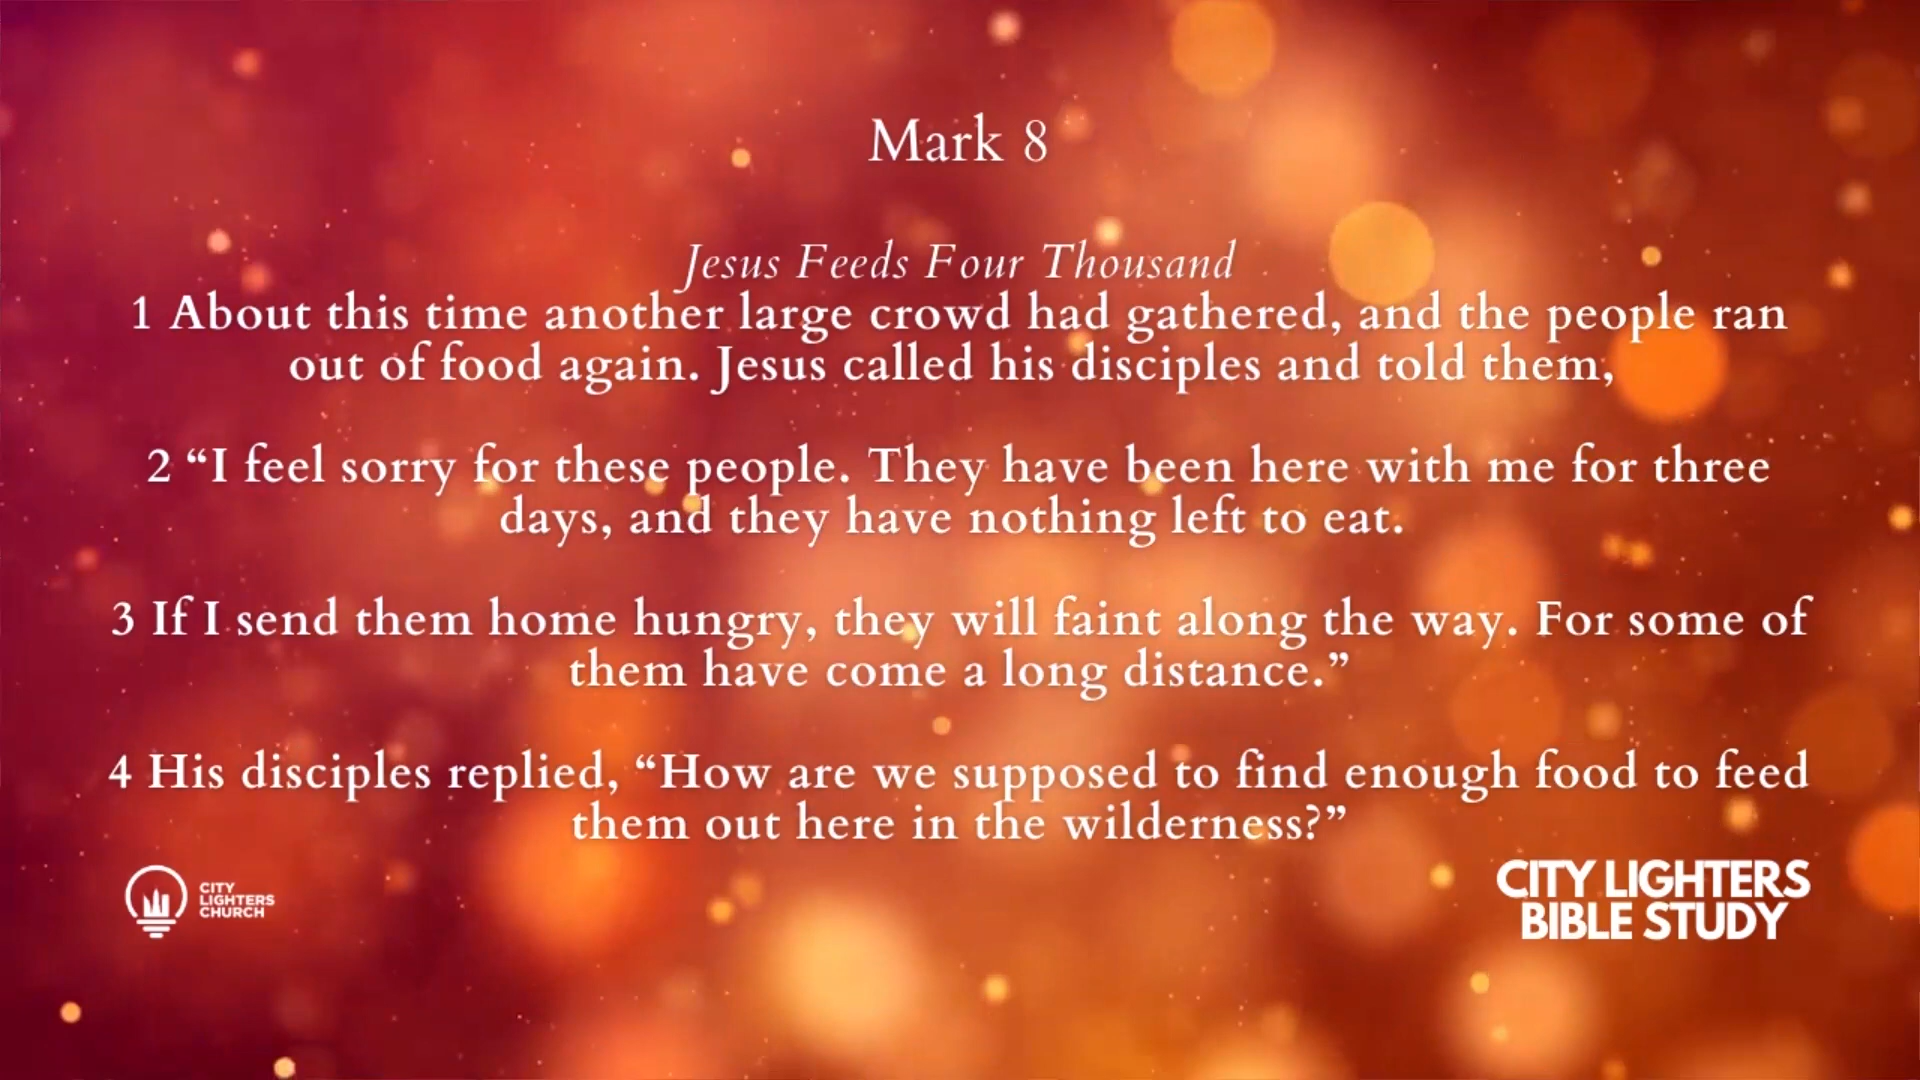 Mark 8
Jesus Feeds Four Thousand
1 About this time another large crowd had gathered, and the people ran
out of food again. Jesus called his disciples and told them,
2 “I feel sorry for these people. They have been here with me for three
days, and they have nothing left to eat.
3 If I send them home hungry, they will faint along the way. For some of
them have come a long distance.”
4 His disciples replied, “How are we supposed to find enough food to feed
them out here in the wilderness?”
CITY
LIGHTERS
CHURCH
CITY LIGHTERS
BIBLE STUDY